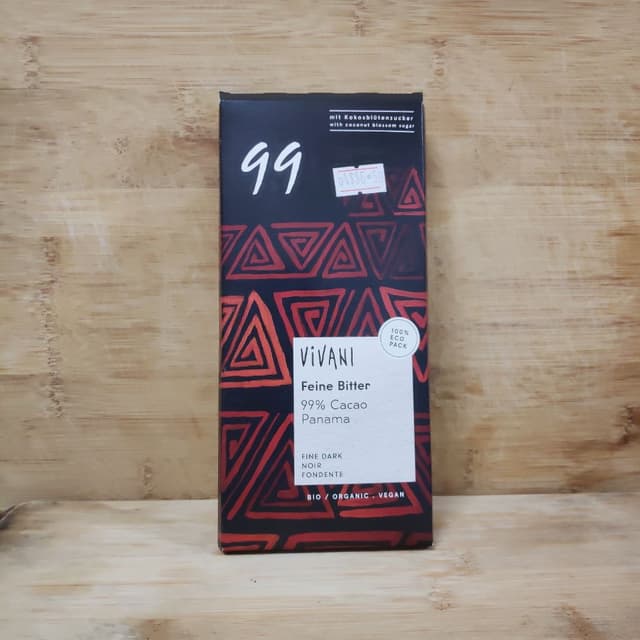 mit Kokosblütenzucker
with coconut blossom sugar
99
100%
ECO
PACK
ViVANI
Feine Bitter
99% Cacao
Panama
FINE DARK
NOIR
FONDENTE
BIO / ORGANIC . VEGAN